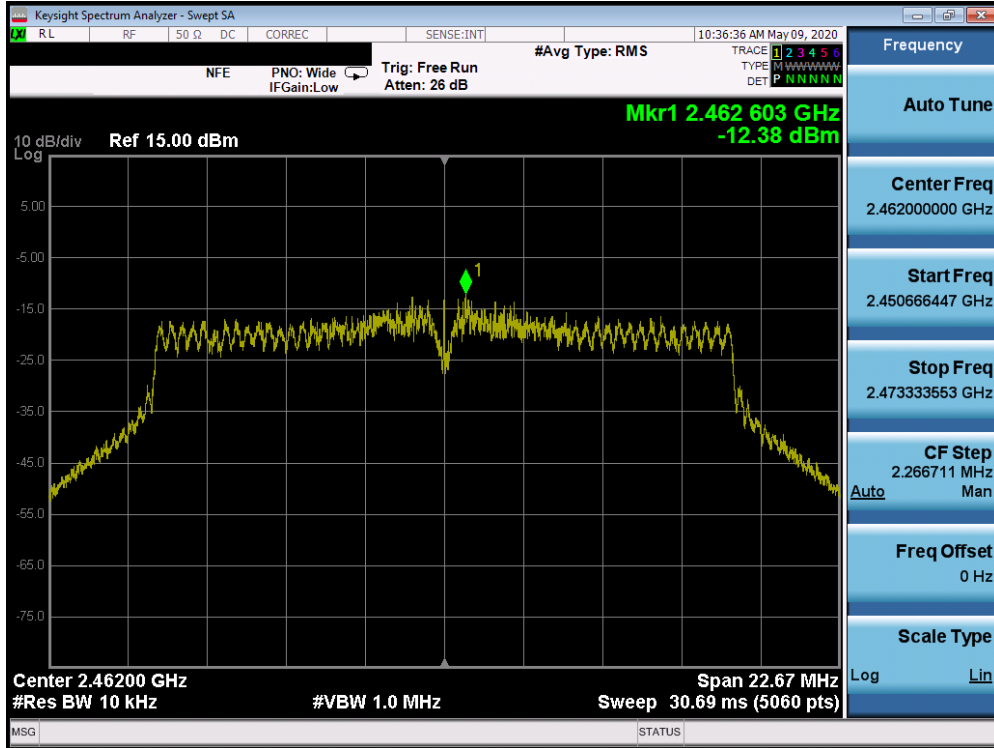 Keysight Spectrum Analyzer - Swept SA
LXI RL RF 50 Ω DC CORREC SENSE:INT 10:36:36 AM May 09, 2020
#Avg Type: RMS TRACE 1 2 3 4 5 6
NFE PNO: Wide Trig: Free Run TYPE M WWWWW
IFGain:Low Atten: 26 dB DET P N N N N N
Mkr1 2.462 603 GHz
-12.38 dBm
10 dB/div Ref 15.00 dBm
Log
1
5.00
-5.00
-15.0
-25.0
-35.0
-45.0
-55.0
-65.0
-75.0
Center 2.46200 GHz Span 22.67 MHz
#Res BW 10 kHz #VBW 1.0 MHz Sweep 30.69 ms (5060 pts)
MSG STATUS
Frequency
Auto Tune
Center Freq
2.462000000 GHz
Start Freq
2.450666447 GHz
Stop Freq
2.473333553 GHz
CF Step
2.266711 MHz
Auto Man
Freq Offset
0 Hz
Scale Type
Log Lin